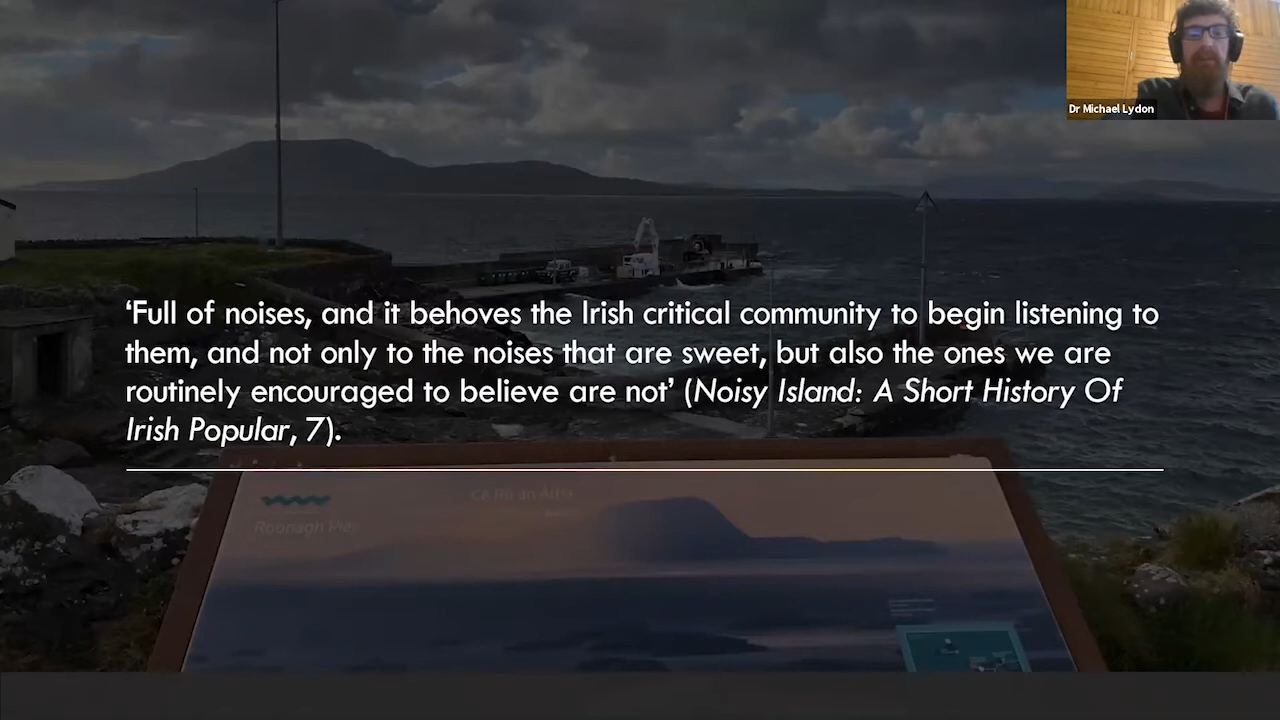 Dr Michael Lydon
‘Full of noises, and it behoves the Irish critical community to begin listening to
them, and not only to the noises that are sweet, but also the ones we are
routinely encouraged to believe are not’ (Noisy Island: A Short History Of
Irish Popular, 7).
Roonagh Pier